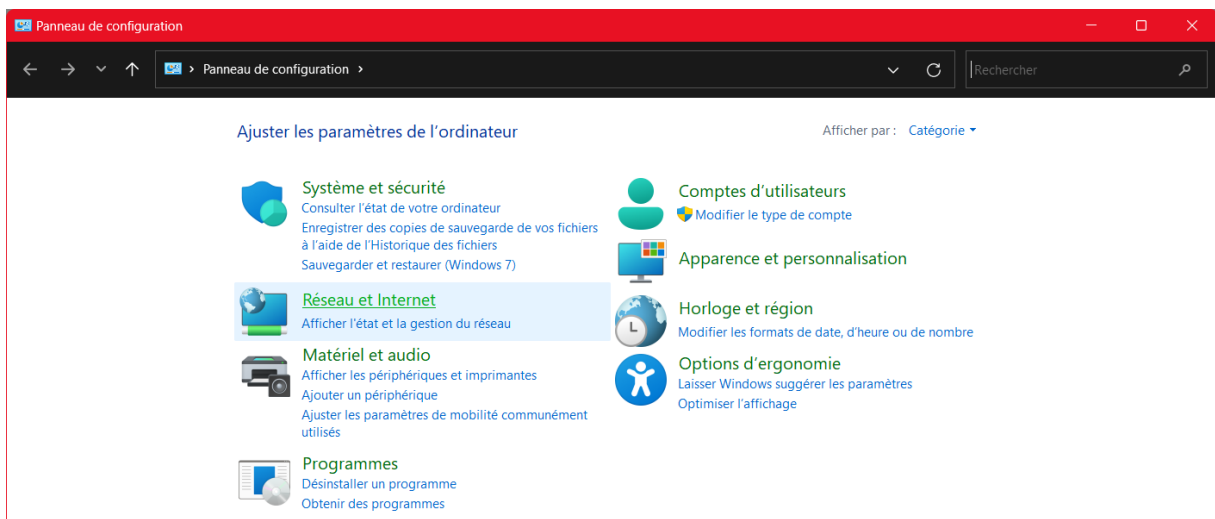 Panneau de configuration
Panneau de configuration
Rechercher
Ajuster les paramètres de l’ordinateur
Afficher par : Catégorie
Système et sécurité
Consulter l’état de votre ordinateur
Enregistrer des copies de sauvegarde de vos fichiers
à l’aide de l’Historique des fichiers
Sauvegarder et restaurer (Windows 7)
Réseau et Internet
Afficher l’état et la gestion du réseau
Matériel et audio
Afficher les périphériques et imprimantes
Ajouter un périphérique
Ajuster les paramètres de mobilité communément
utilisés
Programmes
Désinstaller un programme
Obtenir des programmes
Comptes d’utilisateurs
Modifier le type de compte
Apparence et personnalisation
Horloge et région
Modifier les formats de date, d’heure ou de nombre
Options d’ergonomie
Laisser Windows suggérer les paramètres
Optimiser l’affichage